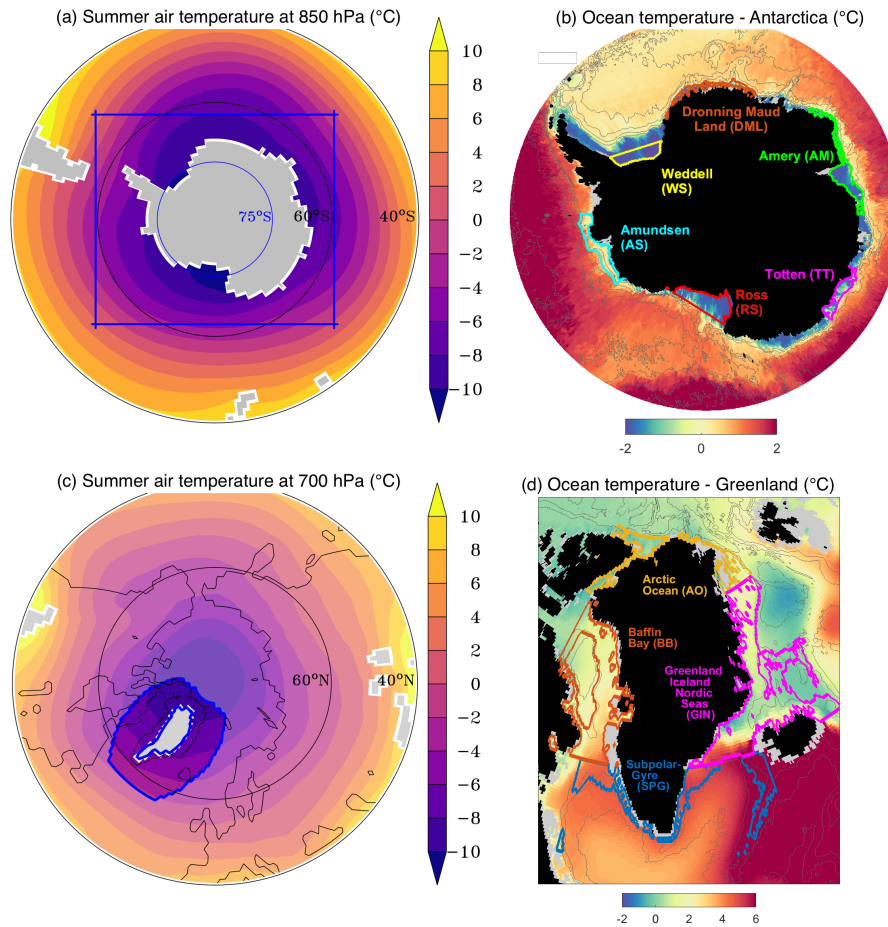 (a) Summer air temperature at 850 hPa (°C)
75°S
60°S
40°S
10
8
6
4
2
0
−2
−4
−6
−8
−10
(b) Ocean temperature - Antarctica (°C)
Dronning Maud
Land (DML)
Amery (AM)
Weddell
(WS)
Amundsen
(AS)
Totten (TT)
Ross
(RS)
-2
0
2
(c) Summer air temperature at 700 hPa (°C)
60°N
40°N
10
8
6
4
2
0
−2
−4
−6
−8
−10
(d) Ocean temperature - Greenland (°C)
Arctic
Ocean (AO)
Baffin
Bay (BB)
Greenland
Iceland
Nordic
Seas
(GIN)
Subpolar-
Gyre
(SPG)
-2
0
2
4
6